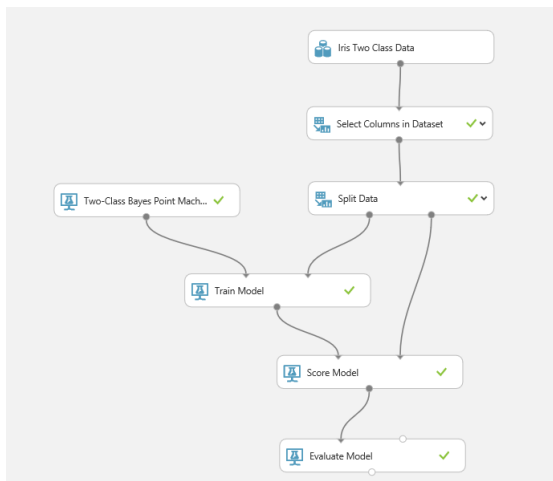 Iris Two Class Data
Select Columns in Dataset
Two-Class Bayes Point Mach...
Split Data
Train Model
Score Model
Evaluate Model